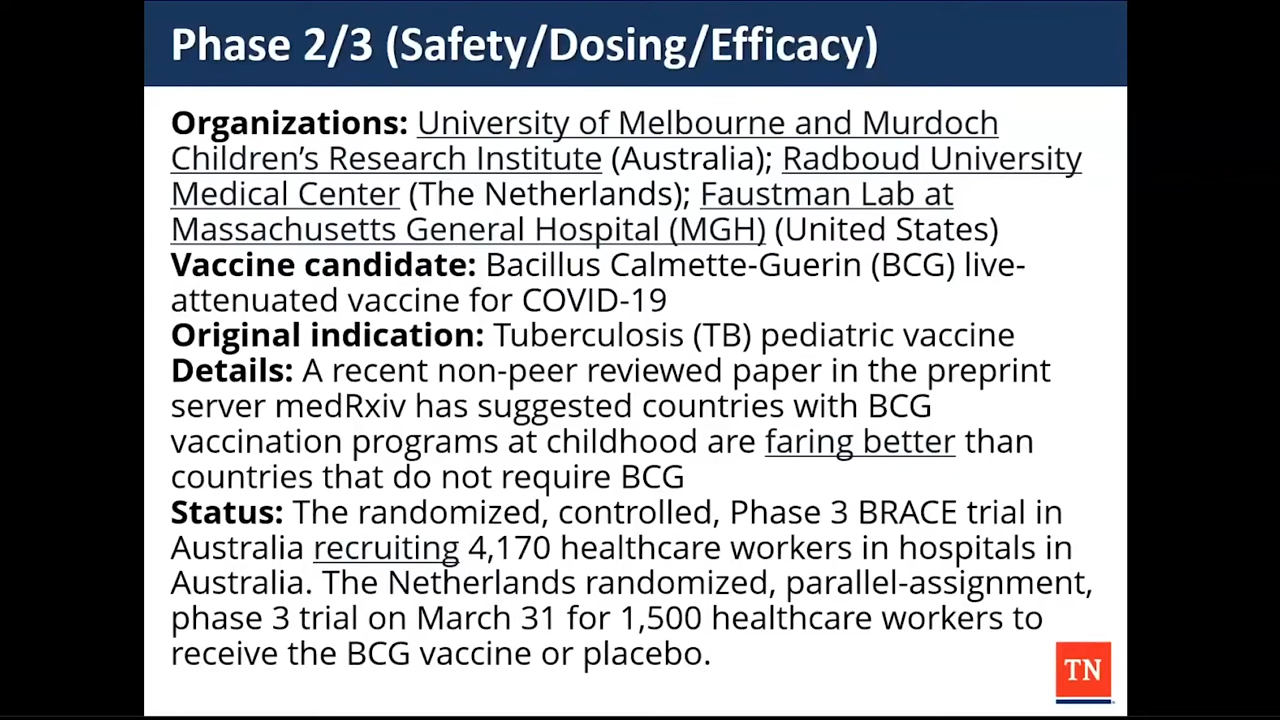 Phase 2/3 (Safety/Dosing/Efficacy)
Organizations: University of Melbourne and Murdoch
Children’s Research Institute (Australia); Radboud University
Medical Center (The Netherlands); Faustman Lab at
Massachusetts General Hospital (MGH) (United States)
Vaccine candidate: Bacillus Calmette-Guerin (BCG) live-
attenuated vaccine for COVID-19
Original indication: Tuberculosis (TB) pediatric vaccine
Details: A recent non-peer reviewed paper in the preprint
server medRxiv has suggested countries with BCG
vaccination programs at childhood are faring better than
countries that do not require BCG
Status: The randomized, controlled, Phase 3 BRACE trial in
Australia recruiting 4,170 healthcare workers in hospitals in
Australia. The Netherlands randomized, parallel-assignment,
phase 3 trial on March 31 for 1,500 healthcare workers to
receive the BCG vaccine or placebo.
TN